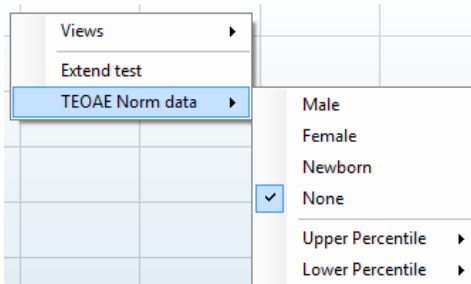 Views
Extend test
TEOAE Norm data
Male
Female
Newborn
None
Upper Percentile
Lower Percentile